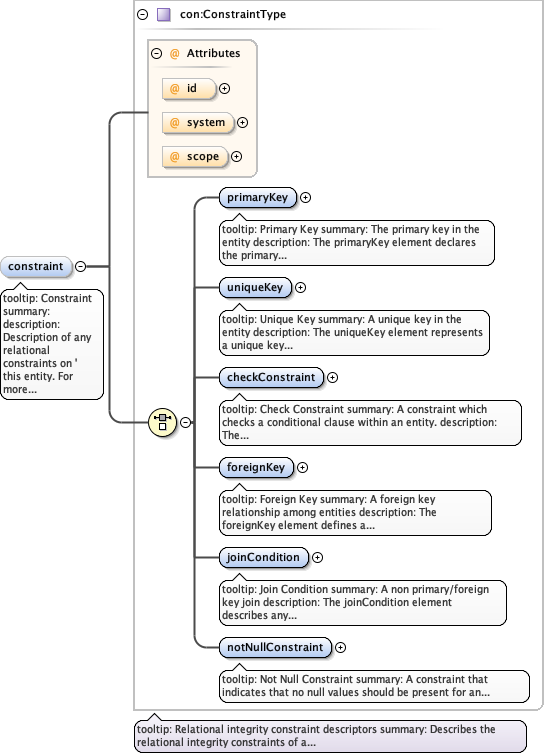 con:ConstraintType
@ Attributes
@ id
@ system
@ scope
constraint
tooltip: Constraint
summary:
description:
Description of any
relational
constraints on '
this entity. For
more...
primaryKey
tooltip: Primary Key summary: The primary key in the
entity description: The primaryKey element declares
the primary...
uniqueKey
tooltip: Unique Key summary: A unique key in the
entity description: The uniqueKey element represents
a unique key...
checkConstraint
tooltip: Check Constraint summary: A constraint which
checks a conditional clause within an entity. description:
The...
foreignKey
tooltip: Foreign Key summary: A foreign key
relationship among entities description: The
foreignKey element defines a...
joinCondition
tooltip: Join Condition summary: A non primary/foreign
key join description: The joinCondition element
describes any...
notNullConstraint
tooltip: Not Null Constraint summary: A constraint that
indicates that no null values should be present for an...
tooltip: Relational integrity constraint descriptors summary: Describes the
relational integrity constraints of a...